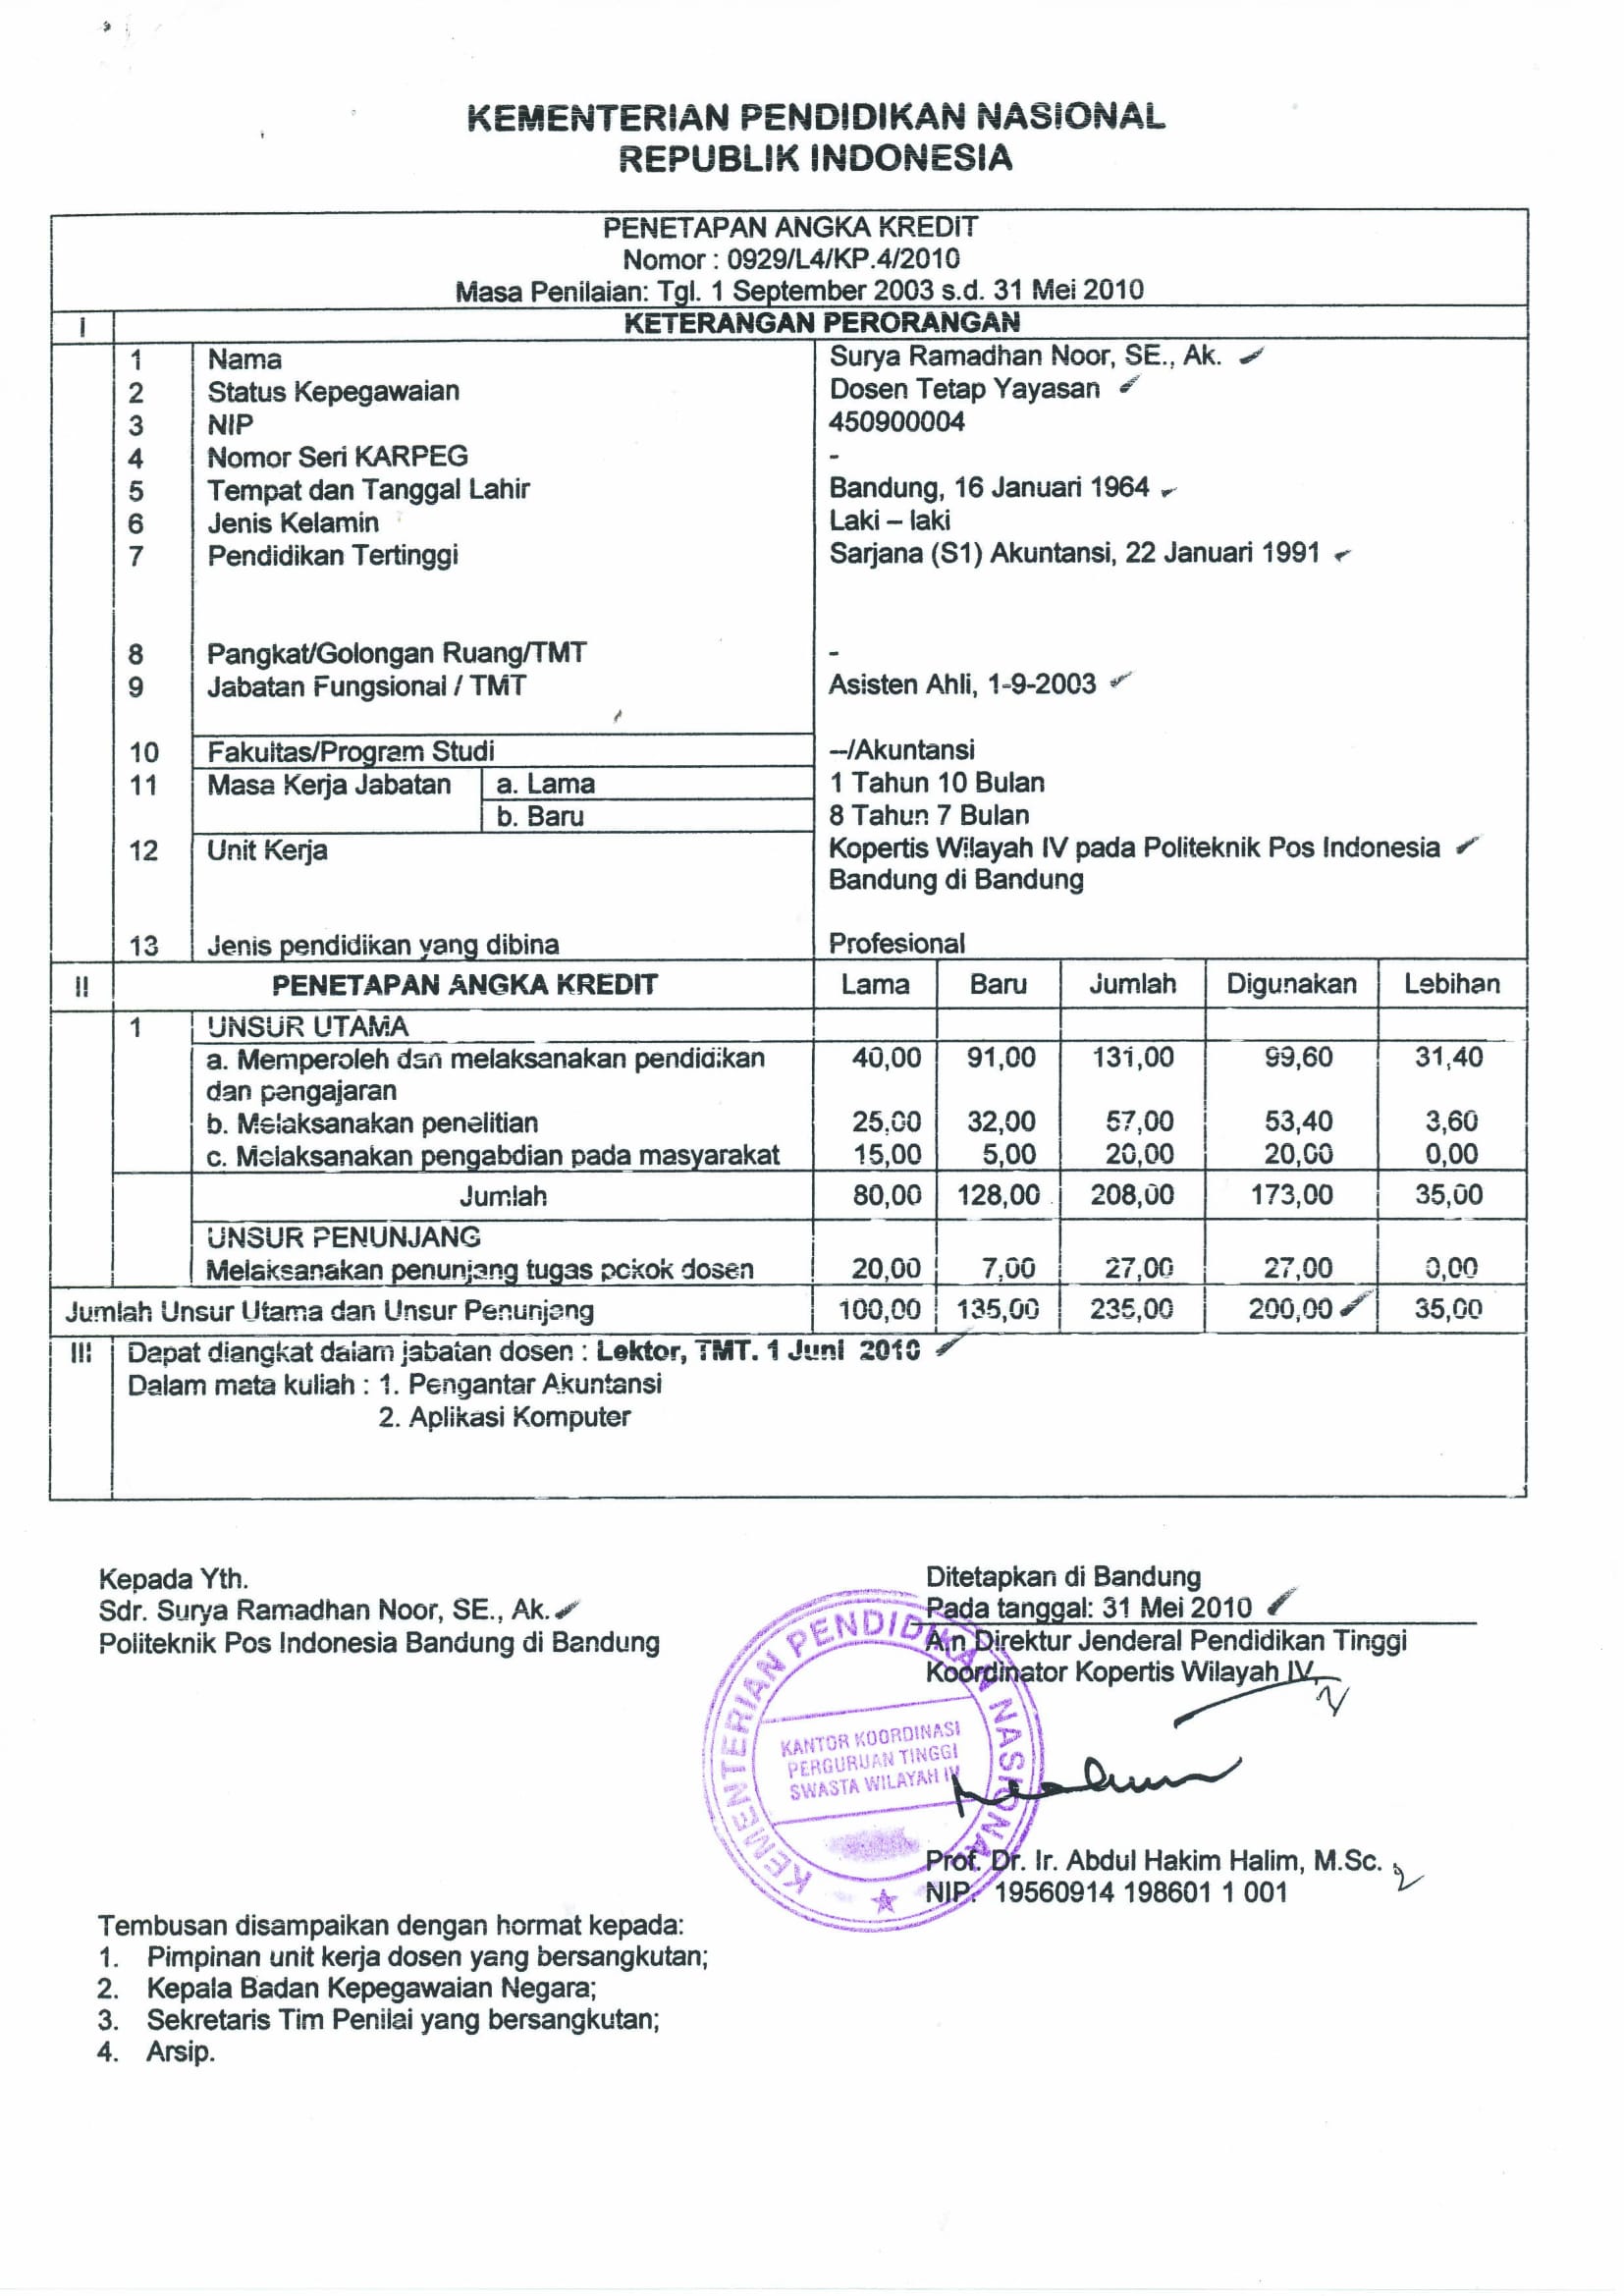 KEMENTERIAN PENDIDIKAN NASIONAL
REPUBLIK INDONESIA
PENETAPAN ANGKA KREDIT
Nomor : 0929/L4/KP.4/2010
Masa Penilaian: Tgl. 1 September 2003 s.d. 31 Mei 2010
I KETERANGAN PERORANGAN
1 Nama Surya Ramadhan Noor, SE., Ak.
2 Status Kepegawaian Dosen Tetap Yayasan
3 NIP 450900004
4 Nomor Seri KARPEG -
5 Tempat dan Tanggal Lahir Bandung, 16 Januari 1964
6 Jenis Kelamin Laki – laki
7 Pendidikan Tertinggi Sarjana (S1) Akuntansi, 22 Januari 1991
8 Pangkat/Golongan Ruang/TMT -
9 Jabatan Fungsional / TMT Asisten Ahli, 1-9-2003
10 Fakultas/Program Studi --/Akuntansi
11 Masa Kerja Jabatan a. Lama 1 Tahun 10 Bulan
b. Baru 8 Tahun 7 Bulan
12 Unit Kerja Kopertis Wilayah IV pada Politeknik Pos Indonesia
Bandung di Bandung
13 Jenis pendidikan yang dibina Profesional
II PENETAPAN ANGKA KREDIT Lama Baru Jumlah Digunakan Lebihan
1 UNSUR UTAMA
a. Memperoleh dan melaksanakan pendidikan 40,00 91,00 131,00 99,60 31,40
dan pengajaran
b. Melaksanakan penelitian 25,00 32,00 57,00 53,40 3,60
c. Melaksanakan pengabdian pada masyarakat 15,00 5,00 20,00 20,00 0,00
Jumlah 80,00 128,00 208,00 173,00 35,00
UNSUR PENUNJANG
Melaksanakan penunjang tugas pokok dosen 20,00 7,00 27,00 27,00 0,00
Jumlah Unsur Utama dan Unsur Penunjang 100,00 135,00 235,00 200,00 35,00
III Dapat diangkat dalam jabatan dosen : Lektor, TMT. 1 Juni 2010
Dalam mata kuliah : 1. Pengantar Akuntansi
2. Aplikasi Komputer
Kepada Yth.
Sdr. Surya Ramadhan Noor, SE., Ak.
Politeknik Pos Indonesia Bandung di Bandung
Ditetapkan di Bandung
Pada tanggal: 31 Mei 2010
A.n Direktur Jenderal Pendidikan Tinggi
Koordinator Kopertis Wilayah IV,
KEMENTERIAN PENDIDIKAN NASIONAL
KANTOR KOORDINASI
PERGURUAN TINGGI
SWASTA WILAYAH IV
Prof. Dr. Ir. Abdul Hakim Halim, M.Sc.
NIP. 19560914 198601 1 001
Tembusan disampaikan dengan hormat kepada:
1. Pimpinan unit kerja dosen yang bersangkutan;
2. Kepala Badan Kepegawaian Negara;
3. Sekretaris Tim Penilai yang bersangkutan;
4. Arsip.